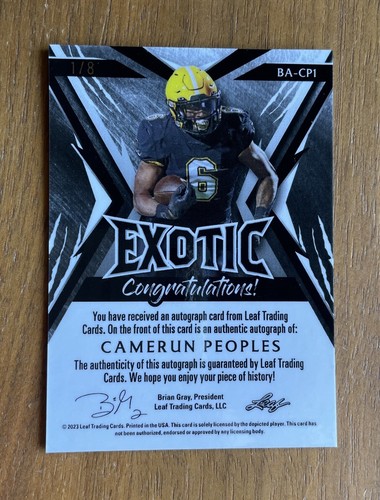 1/8
BA-CP1
6
EXOTIC
Congratulations!
You have received an autograph card from Leaf Trading
Cards. On the front of this card is an authentic autograph of:
CAMERUN PEOPLES
The authenticity of this autograph is guaranteed by Leaf Trading
Cards. We hope you enjoy your piece of history!
Brian Gray, President
Leaf Trading Cards, LLC
Leaf
© 2023 Leaf Trading Cards. Printed in the USA. This card is solely licensed by the depicted player. This card has
not been authorized, endorsed or approved by any licensing body.